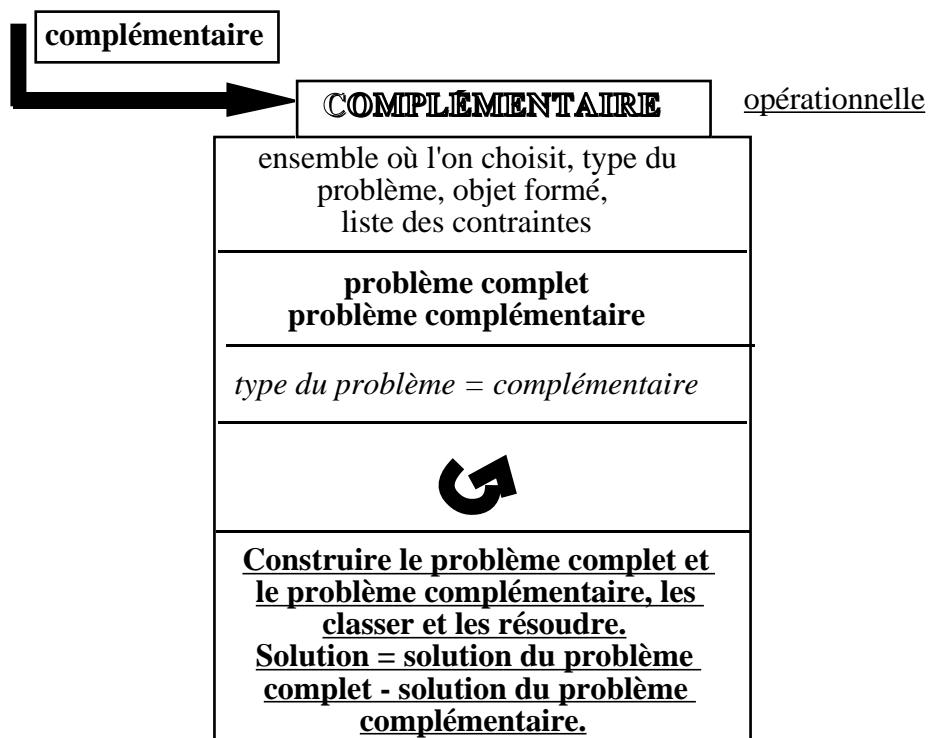 complémentaire
COMPLÉMENTAIRE
opérationnelle
ensemble où l'on choisit, type du
problème, objet formé,
liste des contraintes
problème complet
problème complémentaire
type du problème = complémentaire
Construire le problème complet et
le problème complémentaire, les
classer et les résoudre.
Solution = solution du problème
complet - solution du problème
complémentaire.